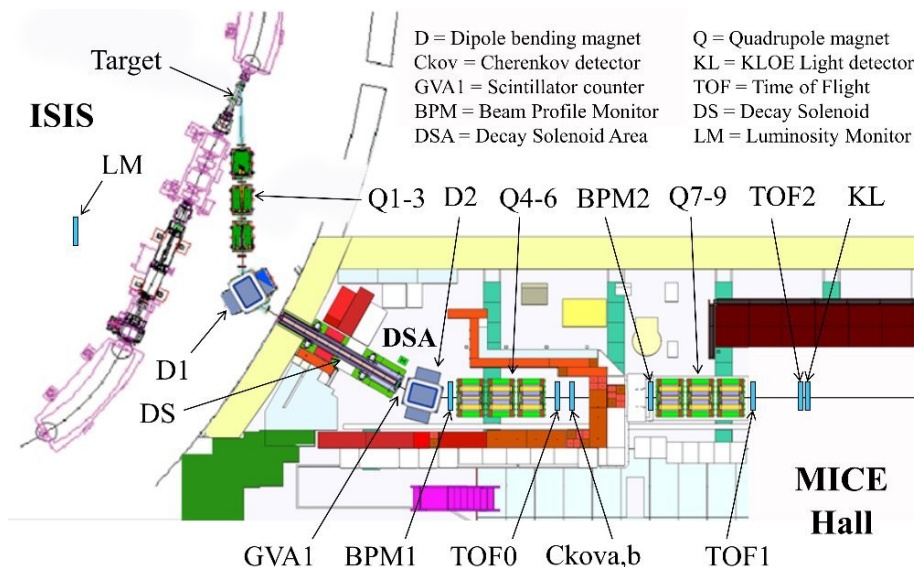 Target
ISIS
LM
D = Dipole bending magnet
Ckov = Cherenkov detector
GVA1 = Scintillator counter
BPM = Beam Profile Monitor
DSA = Decay Solenoid Area
Q = Quadrupole magnet
KL = KLOE Light detector
TOF = Time of Flight
DS = Decay Solenoid
LM = Luminosity Monitor
Q1-3
D2
Q4-6
BPM2
Q7-9
TOF2
KL
D1
DS
DSA
GVA1
BPM1
TOF0
Ckova,b
TOF1
MICE
Hall